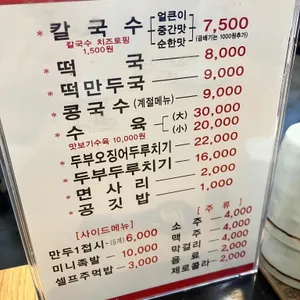 * 칼국수 얼큰이 중간맛 순한맛 7,500
칼국수 치즈토핑 (곱배기는 1000원추가)
1,500원
* 떡국 8,000
* 떡만두국 9,000
* 콩국수 (계절메뉴) 9,000
* 수육 (大) 30,000
맛보기수육 10,000원 (小) 20,000
* 두부오징어두루치기 22,000
* 두부두루치기 16,000
* 면사리 2,000
* 공깃밥 1,000
[사이드메뉴]
만두1접시(5개) 6,000
미니족발 10,000
셀프주먹밥 3,000
[주류]
소주 4,000
맥주 4,000
막걸리 4,000
음료 2,000
제로콜라 2,000